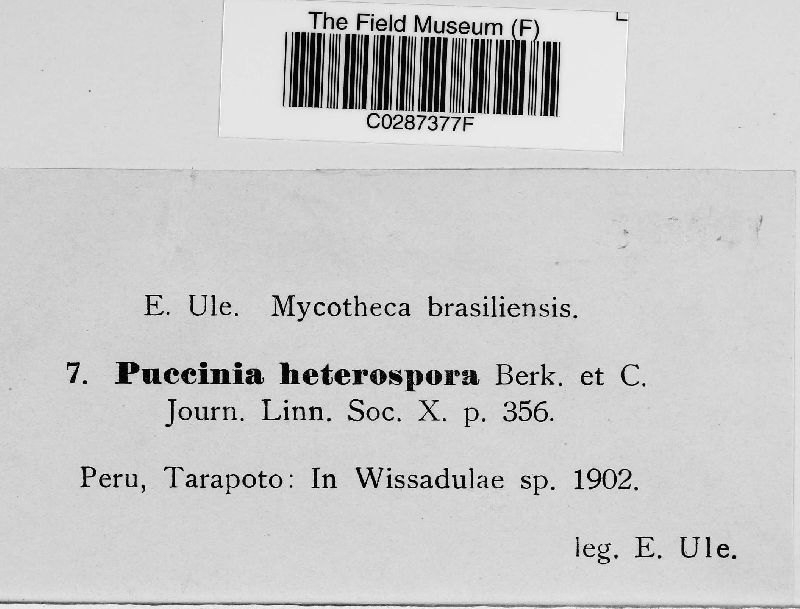 The Field Museum (F)
C0287377F
E. Ule. Mycotheca brasiliensis.
7. Puccinia heterospora Berk. et C.
Journ. Linn. Soc. X. p. 356.
Peru, Tarapoto: In Wissadulae sp. 1902.
leg. E. Ule.